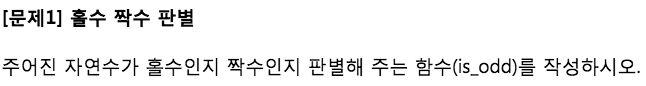 [문제1] 홀수 짝수 판별
주어진 자연수가 홀수인지 짝수인지 판별해 주는 함수(is_odd)를 작성하시오.